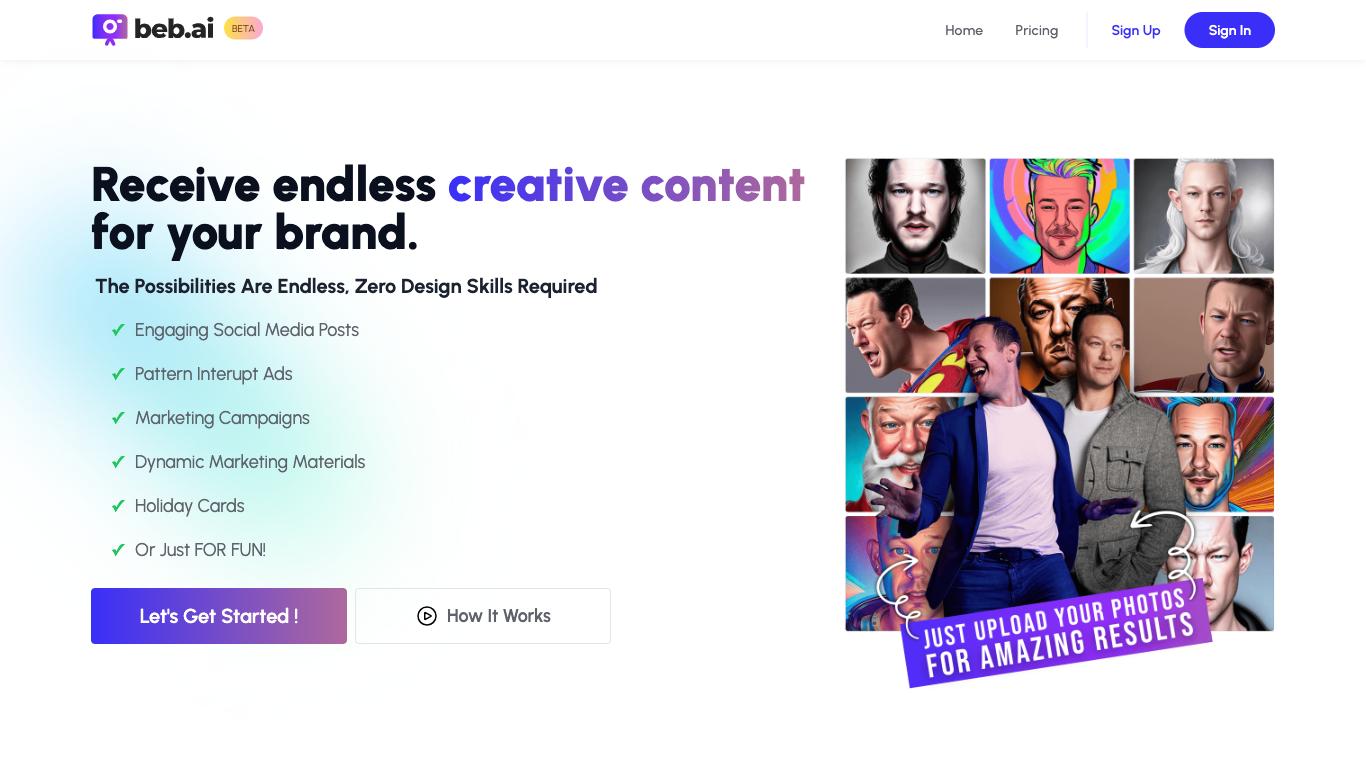 beb.ai BETA
Home Pricing Sign Up Sign In
Receive endless creative content
for your brand.
The Possibilities Are Endless, Zero Design Skills Required
✔ Engaging Social Media Posts
✔ Pattern Interupt Ads
✔ Marketing Campaigns
✔ Dynamic Marketing Materials
✔ Holiday Cards
✔ Or Just FOR FUN!
Let's Get Started !
How It Works
JUST UPLOAD YOUR PHOTOS
FOR AMAZING RESULTS